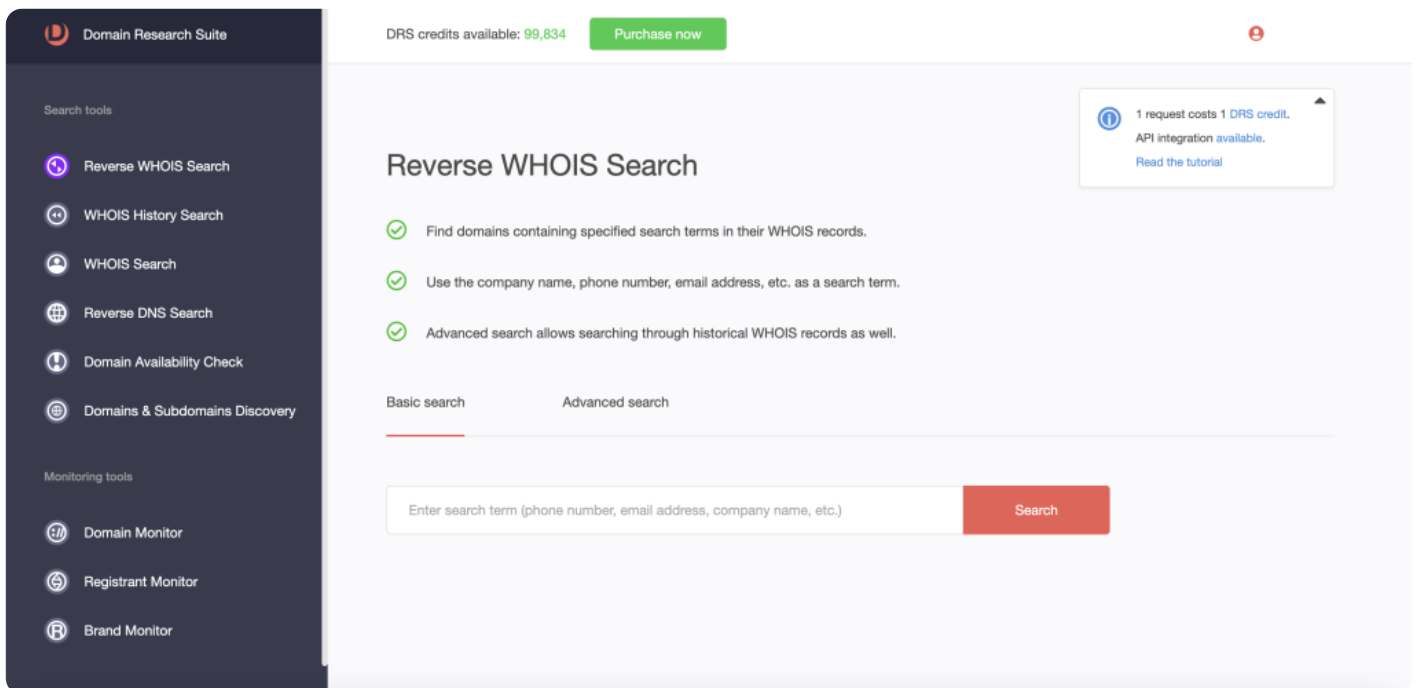 Domain Research Suite
DRS credits available: 99,834
Purchase now
Search tools
Reverse WHOIS Search
WHOIS History Search
WHOIS Search
Reverse DNS Search
Domain Availability Check
Domains & Subdomains Discovery
Monitoring tools
Domain Monitor
Registrant Monitor
Brand Monitor
1 request costs 1 DRS credit.
API integration available.
Read the tutorial
Reverse WHOIS Search
Find domains containing specified search terms in their WHOIS records.
Use the company name, phone number, email address, etc. as a search term.
Advanced search allows searching through historical WHOIS records as well.
Basic search
Advanced search
Enter search term (phone number, email address, company name, etc.)
Search